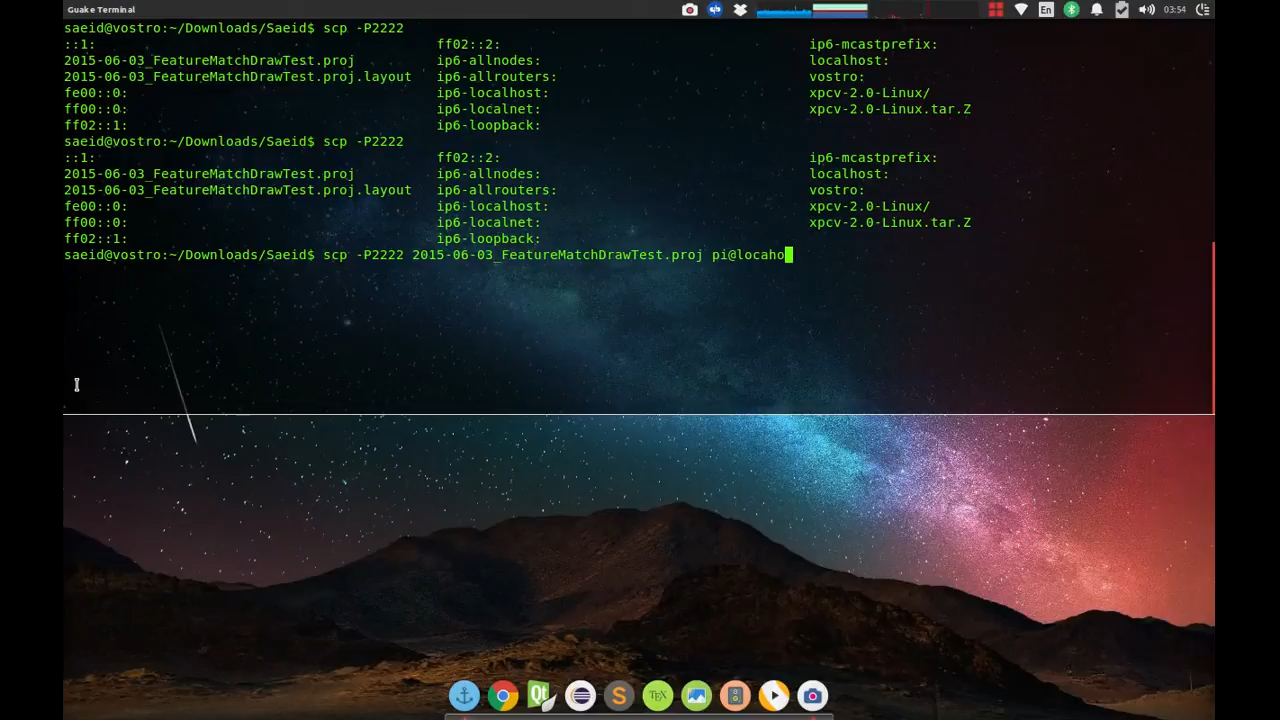 Guake Terminal
En
03:54
saeid@vostro:~/Downloads/Saeid$ scp -P2222
::1: ff02::2: ip6-mcastprefix:
2015-06-03_FeatureMatchDrawTest.proj ip6-allnodes: localhost:
2015-06-03_FeatureMatchDrawTest.proj.layout ip6-allrouters: vostro:
fe00::0: ip6-localhost: xpcv-2.0-Linux/
ff00::0: ip6-localnet: xpcv-2.0-Linux.tar.Z
ff02::1: ip6-loopback:
saeid@vostro:~/Downloads/Saeid$ scp -P2222
::1: ff02::2: ip6-mcastprefix:
2015-06-03_FeatureMatchDrawTest.proj ip6-allnodes: localhost:
2015-06-03_FeatureMatchDrawTest.proj.layout ip6-allrouters: vostro:
fe00::0: ip6-localhost: xpcv-2.0-Linux/
ff00::0: ip6-localnet: xpcv-2.0-Linux.tar.Z
ff02::1: ip6-loopback:
saeid@vostro:~/Downloads/Saeid$ scp -P2222 2015-06-03_FeatureMatchDrawTest.proj pi@locaho
Qt
S
TEX